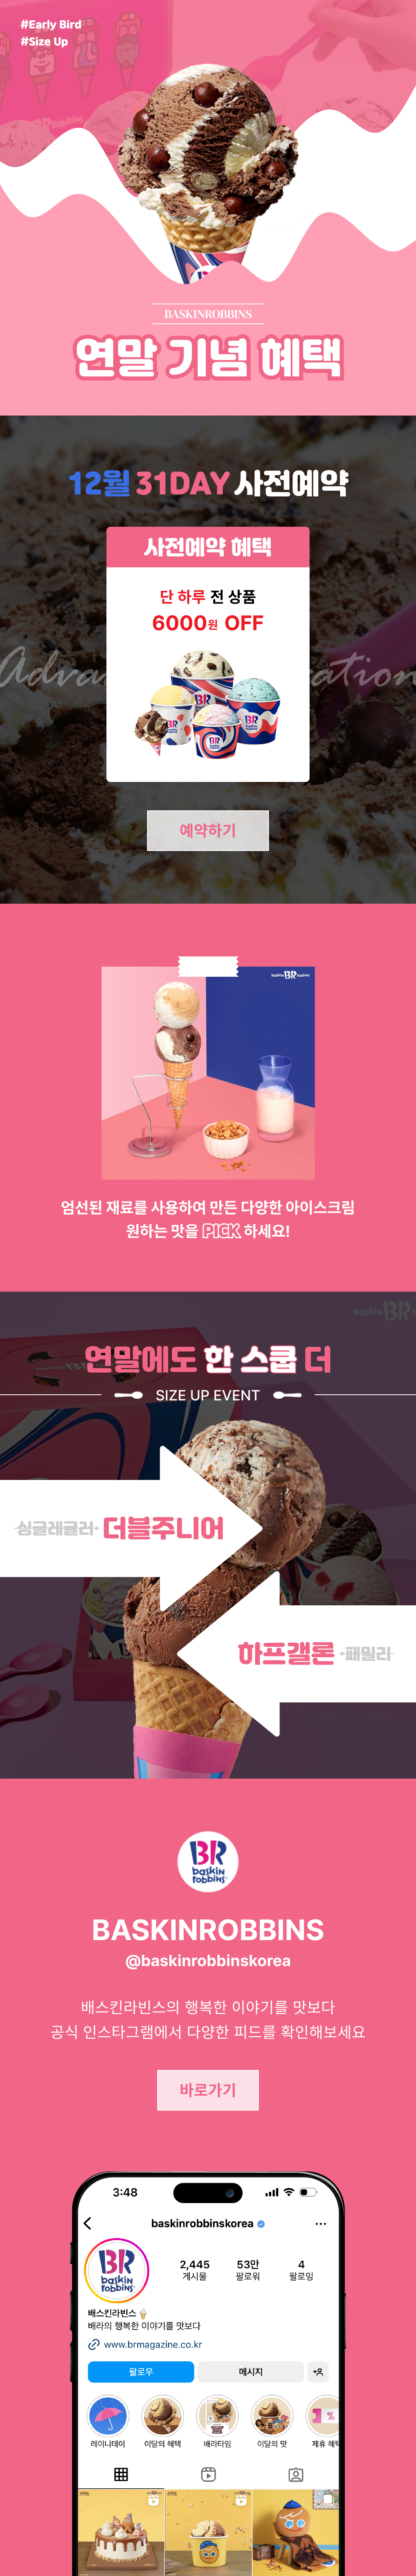 #Early Bird
#Size Up
BASKINROBBINS
연말 기념 혜택
12월 31DAY 사전예약
사전예약 혜택
단 하루 전 상품
6000원 OFF
BR
예약하기
baskin BR robbins
엄선된 재료를 사용하여 만든 다양한 아이스크림
원하는 맛을 PICK 하세요!
baskin BR
연말에도 한 스쿱 더
SIZE UP EVENT
싱글레귤러 더블주니어
하프갤론 패밀리
BR
baskin
robbins
BASKINROBBINS
@baskinrobbinskorea
배스킨라빈스의 행복한 이야기를 맛보다
공식 인스타그램에서 다양한 피드를 확인해보세요
바로가기
3:48
baskinrobbinskorea
BR
baskin
robbins
2,445 53만 4
게시물 팔로워 팔로잉
배스킨라빈스
배라의 행복한 이야기를 맛보다
www.brmagazine.co.kr
팔로우 메시지
레이니데이 이달의 혜택 배라타임 이달의 맛 제휴 혜택